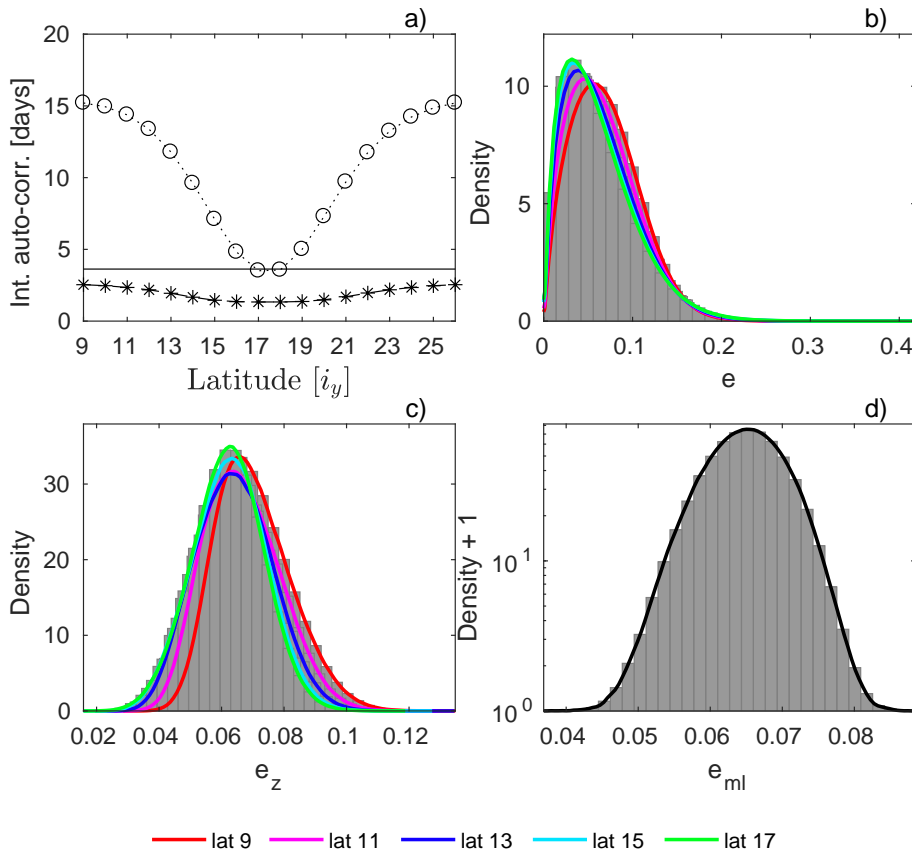 a)
Int. auto-corr. [days]
20
15
10
5
0
9 11 13 15 17 19 21 23 25
Latitude [i_y]
b)
Density
10
5
0
0 0.1 0.2 0.3 0.4
e
c)
Density
30
20
10
0
0.02 0.04 0.06 0.08 0.1 0.12
e_z
d)
Density + 1
10^1
10^0
0.04 0.05 0.06 0.07 0.08
e_ml
lat 9 lat 11 lat 13 lat 15 lat 17